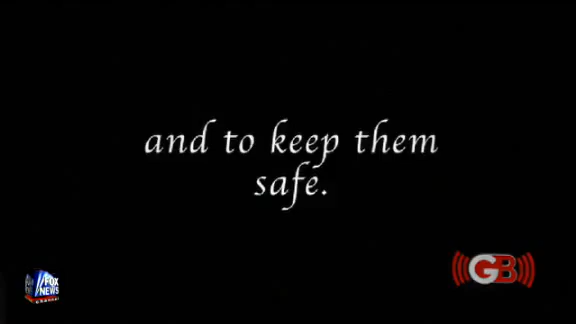 and to keep them
safe.
FOX
NEWS
GB